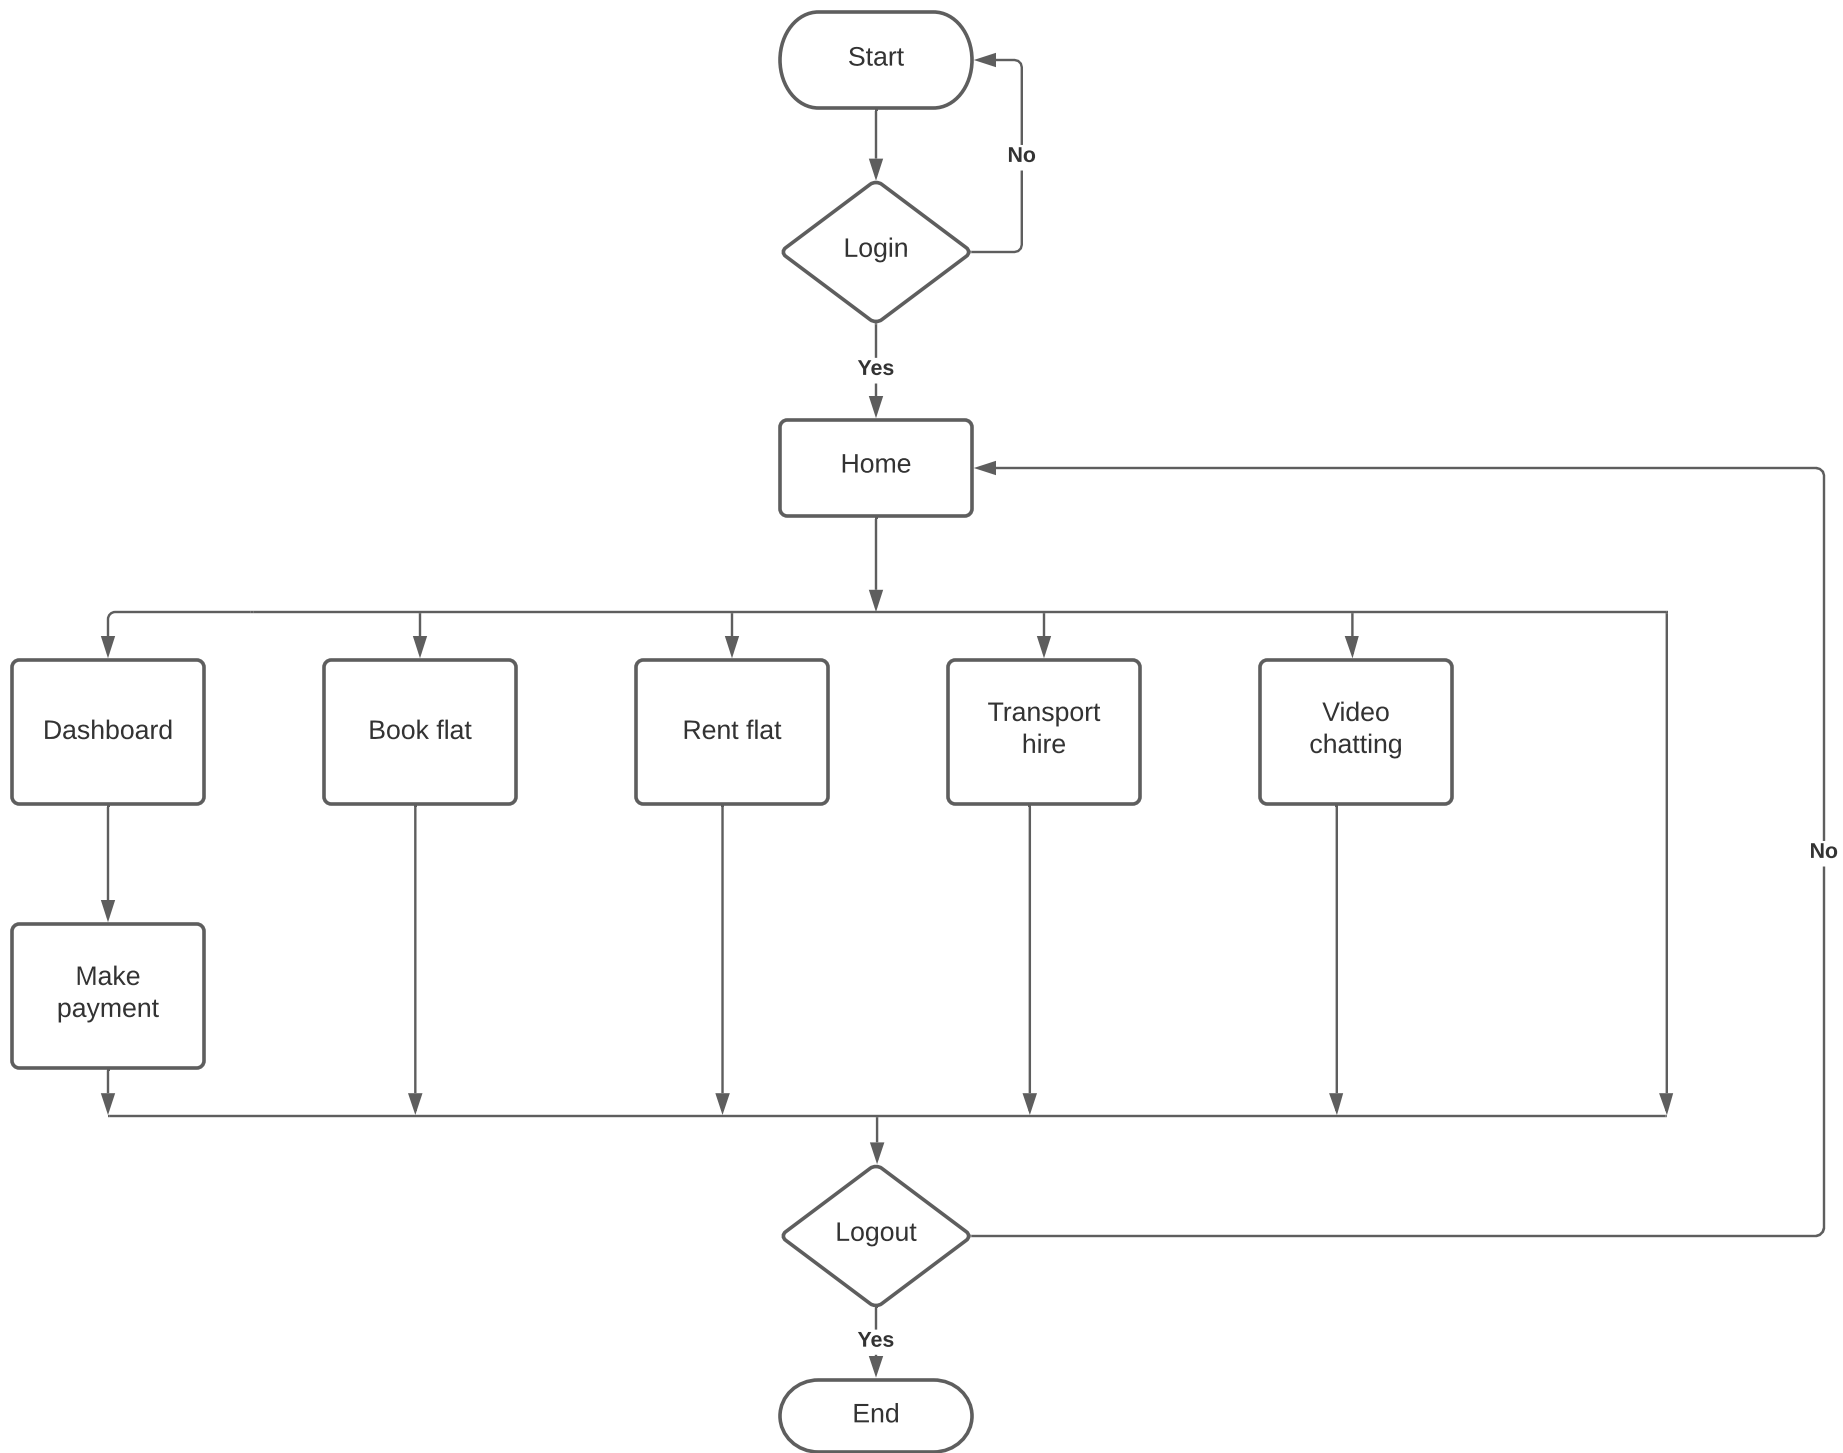 Start
No
Login
Yes
Home
Dashboard
Book flat
Rent flat
Transport
hire
Video
chatting
No
Make
payment
Logout
Yes
End